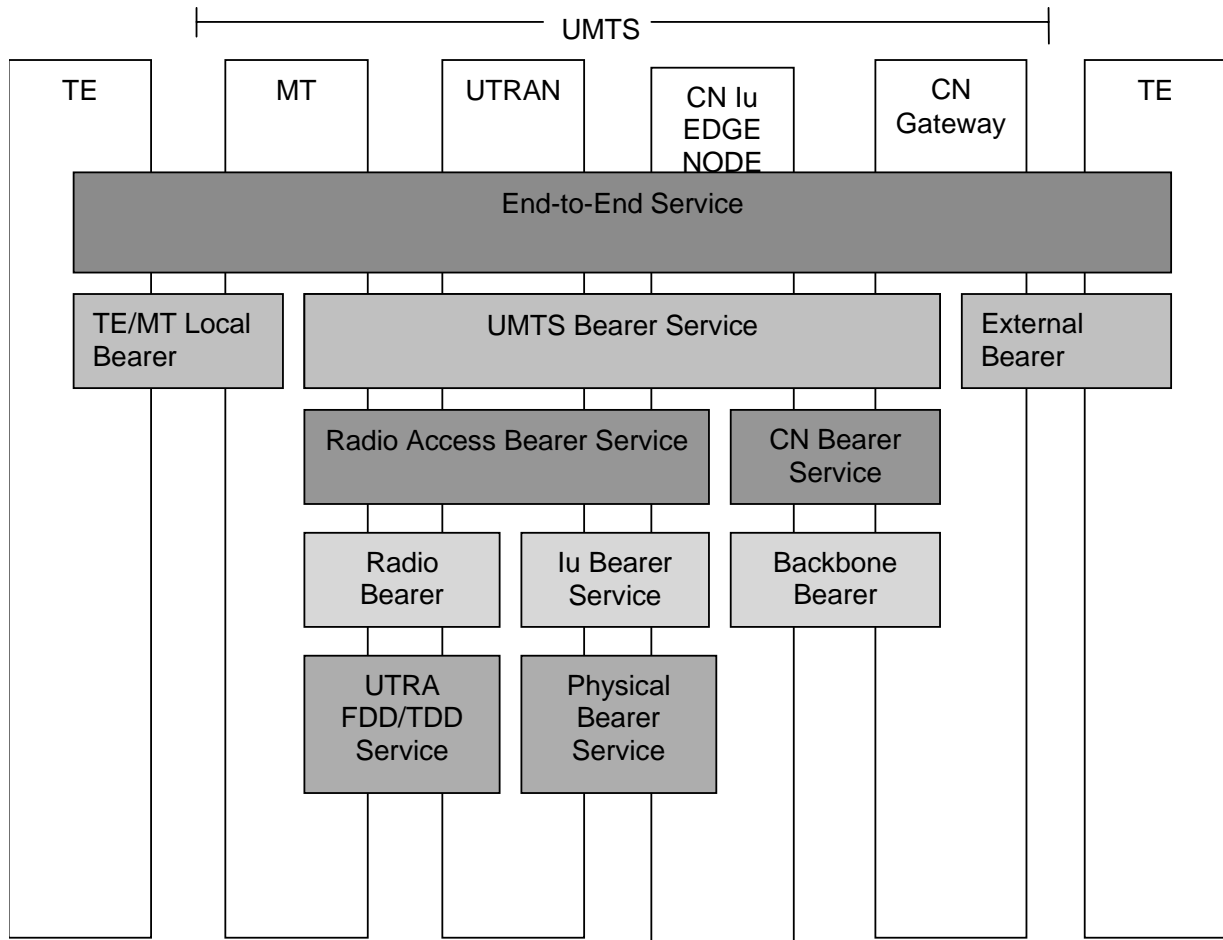 UMTS
TE
MT
UTRAN
CN Iu
EDGE
NODE
CN
Gateway
TE
End-to-End Service
TE/MT Local
Bearer
UMTS Bearer Service
External
Bearer
Radio Access Bearer Service
CN Bearer
Service
Radio
Bearer
Iu Bearer
Service
Backbone
Bearer
UTRA
FDD/TDD
Service
Physical
Bearer
Service